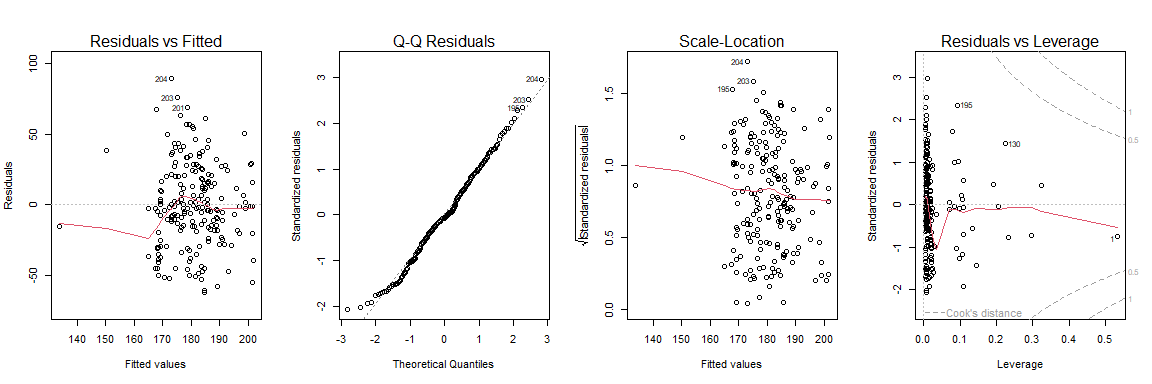 Residuals vs Fitted
Residuals
100
50
0
-50
204
203
201
140 150 160 170 180 190 200
Fitted values
Q-Q Residuals
Standardized residuals
3
2
1
0
-1
-2
204
203
195
-3 -2 -1 0 1 2 3
Theoretical Quantiles
Scale-Location
√|Standardized residuals|
1.5
1.0
0.5
0.0
204
203
195
140 150 160 170 180 190 200
Fitted values
Residuals vs Leverage
Standardized residuals
3
2
1
0
-1
-2
195
130
1
1
0.5
0.5
1
Cook's distance
0.0 0.1 0.2 0.3 0.4 0.5
Leverage